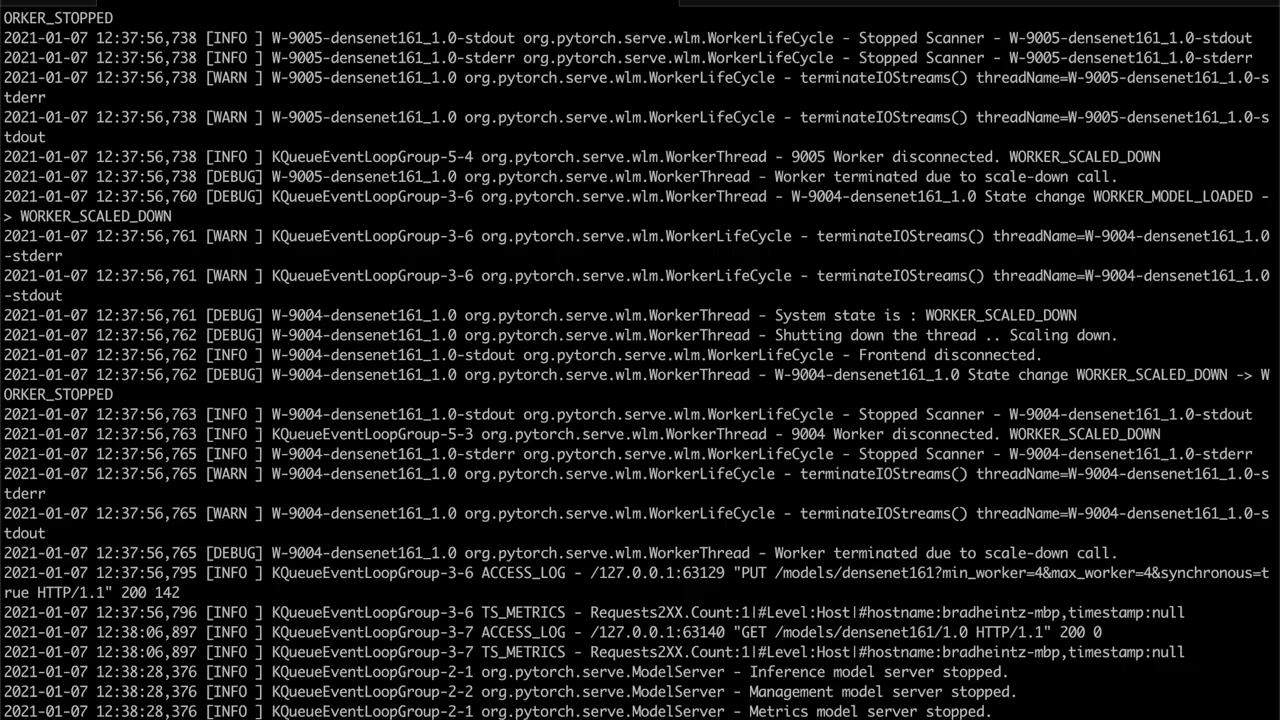 ORKER_STOPPED
2021-01-07 12:37:56,738 [INFO ] W-9005-densenet161_1.0-stdout org.pytorch.serve.wlm.WorkerLifeCycle - Stopped Scanner - W-9005-densenet161_1.0-stdout
2021-01-07 12:37:56,738 [INFO ] W-9005-densenet161_1.0-stderr org.pytorch.serve.wlm.WorkerLifeCycle - Stopped Scanner - W-9005-densenet161_1.0-stderr
2021-01-07 12:37:56,738 [WARN ] W-9005-densenet161_1.0 org.pytorch.serve.wlm.WorkerLifeCycle - terminateIOStreams() threadName=W-9005-densenet161_1.0-s
tderr
2021-01-07 12:37:56,738 [WARN ] W-9005-densenet161_1.0 org.pytorch.serve.wlm.WorkerLifeCycle - terminateIOStreams() threadName=W-9005-densenet161_1.0-s
tdout
2021-01-07 12:37:56,738 [INFO ] KQueueEventLoopGroup-5-4 org.pytorch.serve.wlm.WorkerThread - 9005 Worker disconnected. WORKER_SCALED_DOWN
2021-01-07 12:37:56,738 [DEBUG] W-9005-densenet161_1.0 org.pytorch.serve.wlm.WorkerThread - Worker terminated due to scale-down call.
2021-01-07 12:37:56,760 [DEBUG] KQueueEventLoopGroup-3-6 org.pytorch.serve.wlm.WorkerThread - W-9004-densenet161_1.0 State change WORKER_MODEL_LOADED -
> WORKER_SCALED_DOWN
2021-01-07 12:37:56,761 [WARN ] KQueueEventLoopGroup-3-6 org.pytorch.serve.wlm.WorkerLifeCycle - terminateIOStreams() threadName=W-9004-densenet161_1.0
-stderr
2021-01-07 12:37:56,761 [WARN ] KQueueEventLoopGroup-3-6 org.pytorch.serve.wlm.WorkerLifeCycle - terminateIOStreams() threadName=W-9004-densenet161_1.0
-stdout
2021-01-07 12:37:56,761 [DEBUG] W-9004-densenet161_1.0 org.pytorch.serve.wlm.WorkerThread - System state is : WORKER_SCALED_DOWN
2021-01-07 12:37:56,762 [DEBUG] W-9004-densenet161_1.0 org.pytorch.serve.wlm.WorkerThread - Shutting down the thread .. Scaling down.
2021-01-07 12:37:56,762 [INFO ] W-9004-densenet161_1.0-stdout org.pytorch.serve.wlm.WorkerLifeCycle - Frontend disconnected.
2021-01-07 12:37:56,762 [DEBUG] W-9004-densenet161_1.0 org.pytorch.serve.wlm.WorkerThread - W-9004-densenet161_1.0 State change WORKER_SCALED_DOWN -> W
ORKER_STOPPED
2021-01-07 12:37:56,763 [INFO ] W-9004-densenet161_1.0-stdout org.pytorch.serve.wlm.WorkerLifeCycle - Stopped Scanner - W-9004-densenet161_1.0-stdout
2021-01-07 12:37:56,763 [INFO ] KQueueEventLoopGroup-5-3 org.pytorch.serve.wlm.WorkerThread - 9004 Worker disconnected. WORKER_SCALED_DOWN
2021-01-07 12:37:56,765 [INFO ] W-9004-densenet161_1.0-stderr org.pytorch.serve.wlm.WorkerLifeCycle - Stopped Scanner - W-9004-densenet161_1.0-stderr
2021-01-07 12:37:56,765 [WARN ] W-9004-densenet161_1.0 org.pytorch.serve.wlm.WorkerLifeCycle - terminateIOStreams() threadName=W-9004-densenet161_1.0-s
tderr
2021-01-07 12:37:56,765 [WARN ] W-9004-densenet161_1.0 org.pytorch.serve.wlm.WorkerLifeCycle - terminateIOStreams() threadName=W-9004-densenet161_1.0-s
tdout
2021-01-07 12:37:56,765 [DEBUG] W-9004-densenet161_1.0 org.pytorch.serve.wlm.WorkerThread - Worker terminated due to scale-down call.
2021-01-07 12:37:56,795 [INFO ] KQueueEventLoopGroup-3-6 ACCESS_LOG - /127.0.0.1:63129 "PUT /models/densenet161?min_worker=4&max_worker=4&synchronous=t
rue HTTP/1.1" 200 142
2021-01-07 12:37:56,796 [INFO ] KQueueEventLoopGroup-3-6 TS_METRICS - Requests2XX.Count:1|#Level:Host|#hostname:bradheintz-mbp,timestamp:null
2021-01-07 12:38:06,897 [INFO ] KQueueEventLoopGroup-3-7 ACCESS_LOG - /127.0.0.1:63140 "GET /models/densenet161/1.0 HTTP/1.1" 200 0
2021-01-07 12:38:06,897 [INFO ] KQueueEventLoopGroup-3-7 TS_METRICS - Requests2XX.Count:1|#Level:Host|#hostname:bradheintz-mbp,timestamp:null
2021-01-07 12:38:28,376 [INFO ] KQueueEventLoopGroup-2-1 org.pytorch.serve.ModelServer - Inference model server stopped.
2021-01-07 12:38:28,376 [INFO ] KQueueEventLoopGroup-2-2 org.pytorch.serve.ModelServer - Management model server stopped.
2021-01-07 12:38:28,376 [INFO ] KQueueEventLoopGroup-2-1 org.pytorch.serve.ModelServer - Metrics model server stopped.